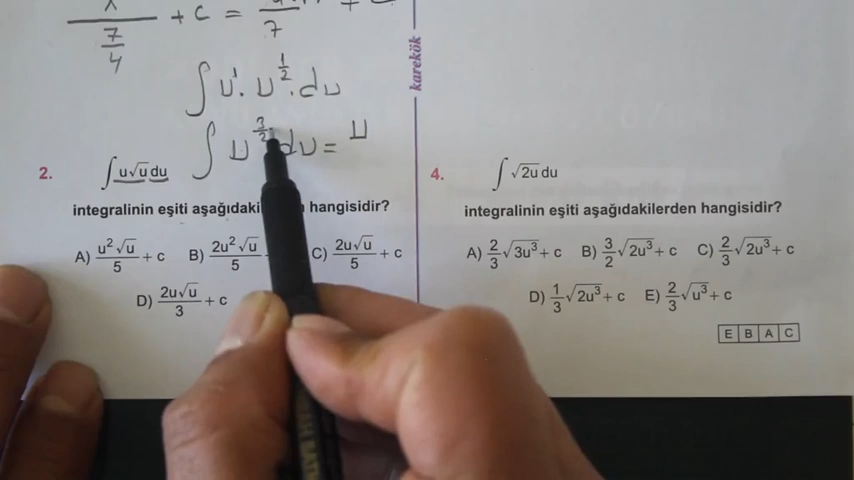 7/4 + c = 7
∫ u¹ · u^(1/2) · du
∫ u^(3/2) du = u
karekök
2. ∫ u√u du
integralinin eşiti hangisidir?
A) u²√u/5 + c B) 2u²√u/5 C) 2u√u/5 + c
D) 2u√u/3 + c
4. ∫ √2u du
integralinin eşiti aşağıdakilerden hangisidir?
A) 2/3 √3u³ + c B) 3/2 √2u³ + c C) 2/3 √2u³ + c
D) 1/3 √2u³ + c E) 2/3 √u³ + c
E B A C